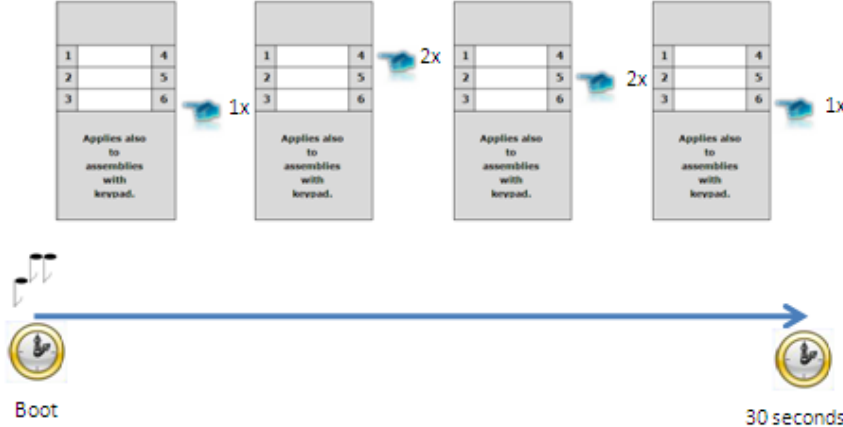 1 4
2 5
3 6
1x
Applies also
to
assemblies
with
keypad.
1 4
2 5
3 6
2x
Applies also
to
assemblies
with
keypad.
1 4
2 5
3 6
2x
Applies also
to
assemblies
with
keypad.
1 4
2 5
3 6
1x
Applies also
to
assemblies
with
keypad.
Boot
30 seconds